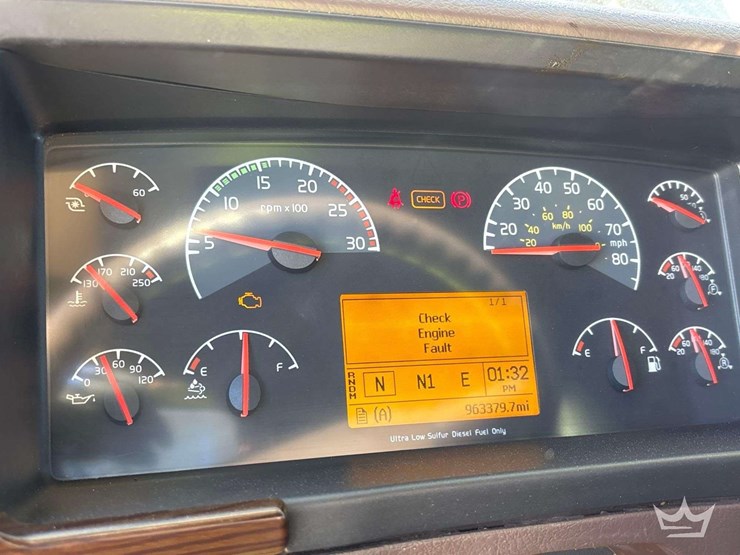 60
10 15 20
rpm x 100
5 25 30
CHECK
P
30 40 50 60
60 80
40 km/h 100
20 20 70
mph
80
50
170 210
130 250
1/1
Check
Engine
Fault
30 60 90
0 120
E F
R
N
D
M
N N1 E 01:32
PM
(A) 963379.7mi
E F
Ultra Low Sulfur Diesel Fuel Only